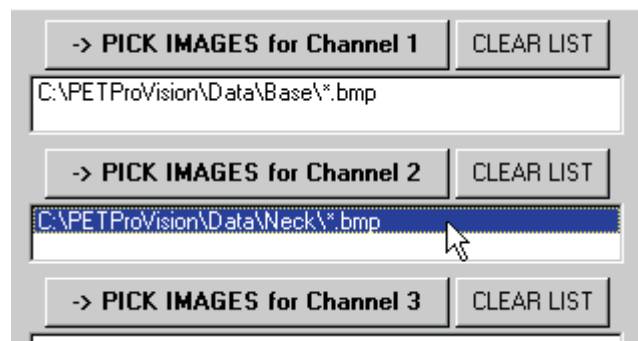 -> PICK IMAGES for Channel 1 CLEAR LIST
C:\PETProVision\Data\Base\*.bmp
-> PICK IMAGES for Channel 2 CLEAR LIST
C:\PETProVision\Data\Neck\*.bmp
-> PICK IMAGES for Channel 3 CLEAR LIST